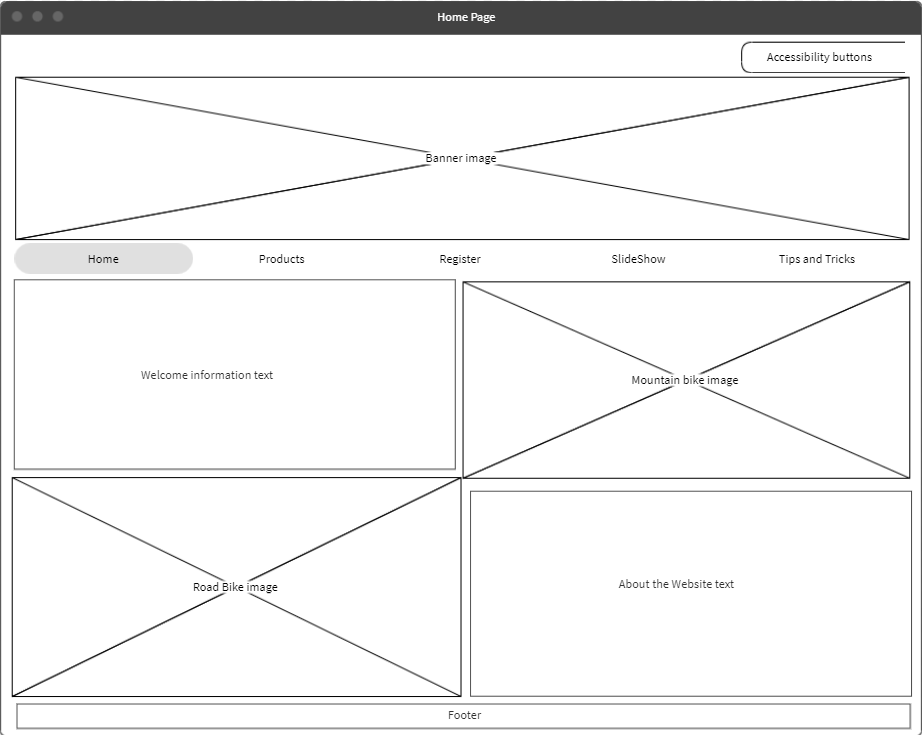 Home Page
Accessibility buttons
Banner image
Home
Products
Register
SlideShow
Tips and Tricks
Welcome information text
Mountain bike image
Road Bike image
About the Website text
Footer